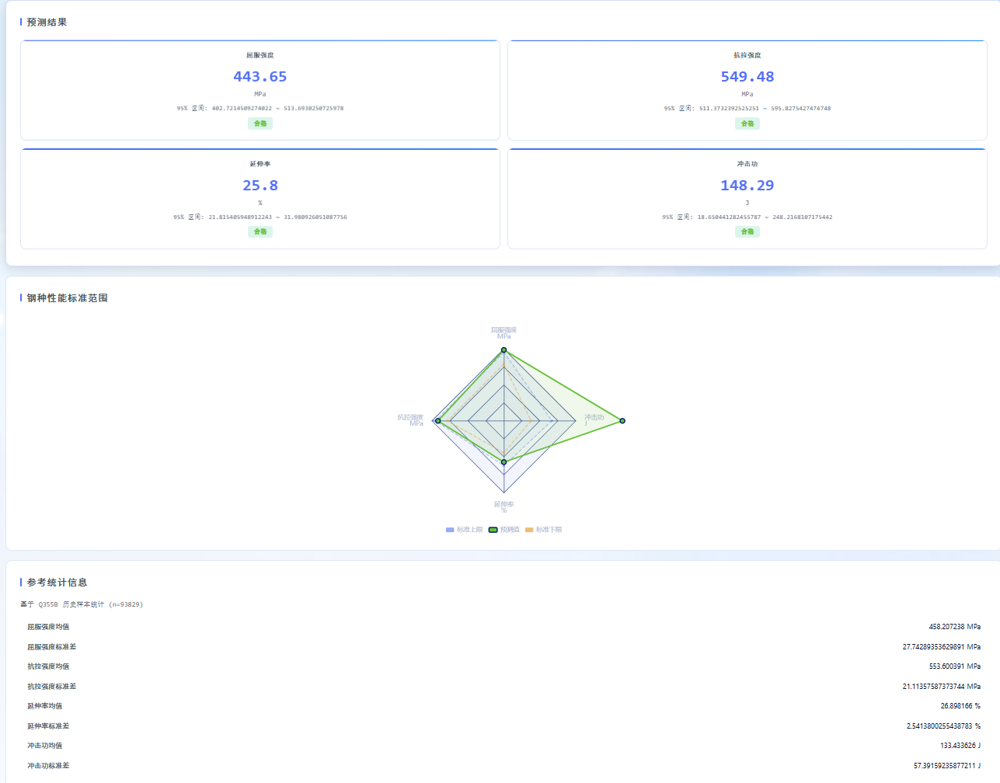 预测结果
屈服强度
443.65
MPa
95% 区间: 402.7214509274022 ~ 513.6930250725978
合格
抗拉强度
549.48
MPa
95% 区间: 511.3732392525251 ~ 595.8275427474748
合格
延伸率
25.8
%
95% 区间: 21.815405948912243 ~ 31.980926051087756
合格
冲击功
148.29
J
95% 区间: 18.650441282455787 ~ 248.2168107175442
合格
钢种性能标准范围
屈服强度
MPa
抗拉强度
MPa
冲击功
J
延伸率
%
标准上限 预测值 标准下限
参考统计信息
基于 Q355B 历史样本统计 (n=93829)
屈服强度均值 458.207238 MPa
屈服强度标准差 27.74289353629891 MPa
抗拉强度均值 553.600391 MPa
抗拉强度标准差 21.11357587373744 MPa
延伸率均值 26.898166 %
延伸率标准差 2.5413800255438783 %
冲击功均值 133.433626 J
冲击功标准差 57.39159235877211 J